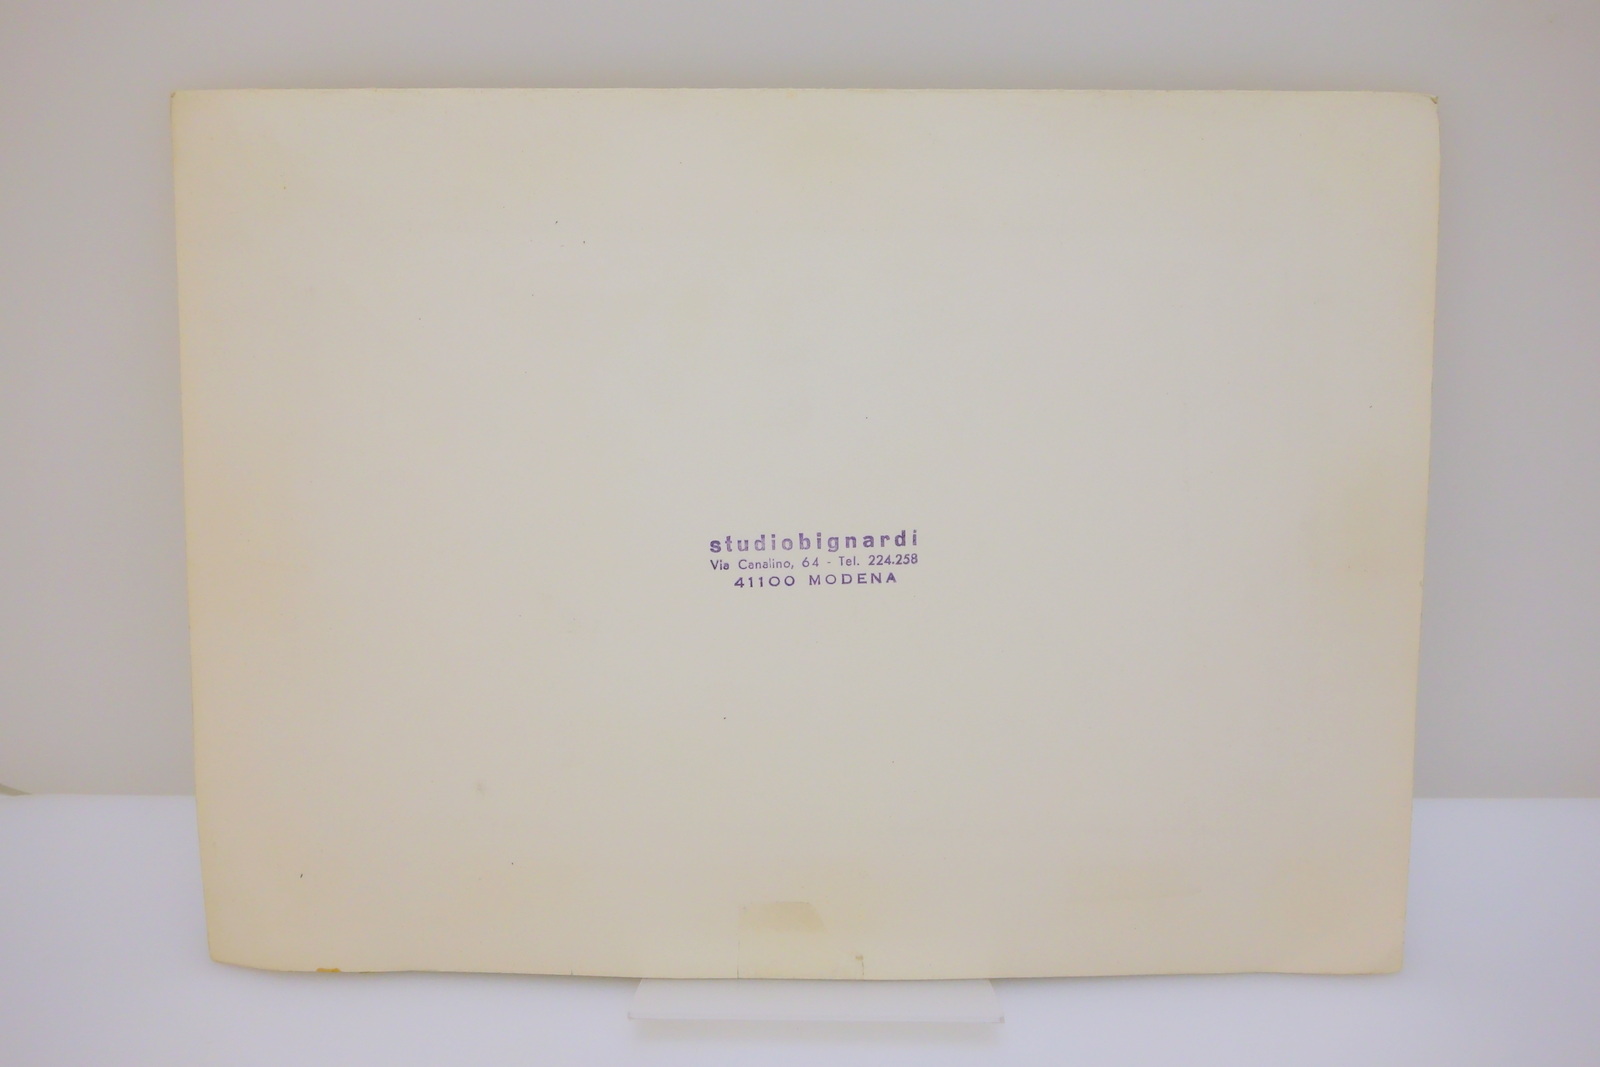 studiobignardi
Via Canalino, 64 - Tel. 224.258
41100 MODENA